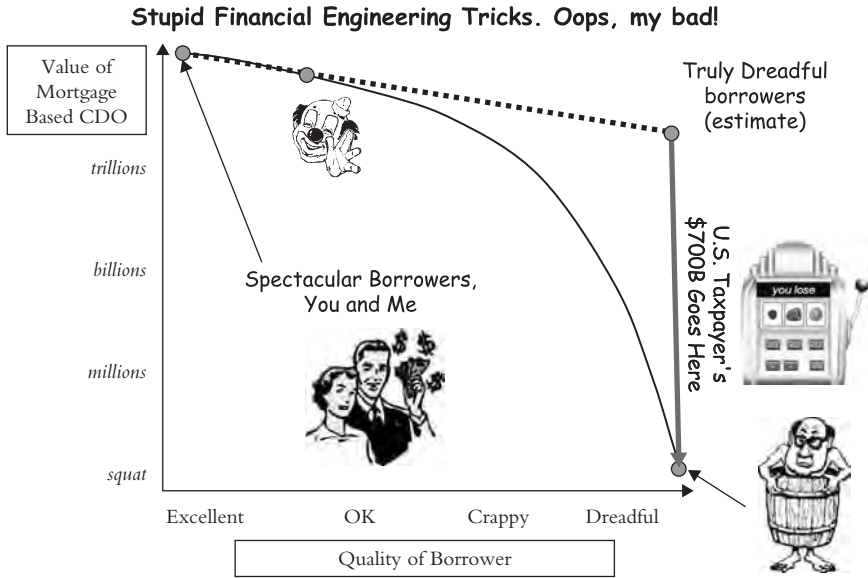 Stupid Financial Engineering Tricks. Oops, my bad!
Value of
Mortgage
Based CDO
Truly Dreadful
borrowers
(estimate)
trillions
billions
millions
squat
Spectacular Borrowers,
You and Me
U.S. Taxpayer's
$700B Goes Here
you lose
$ $
$
Excellent OK Crappy Dreadful
Quality of Borrower